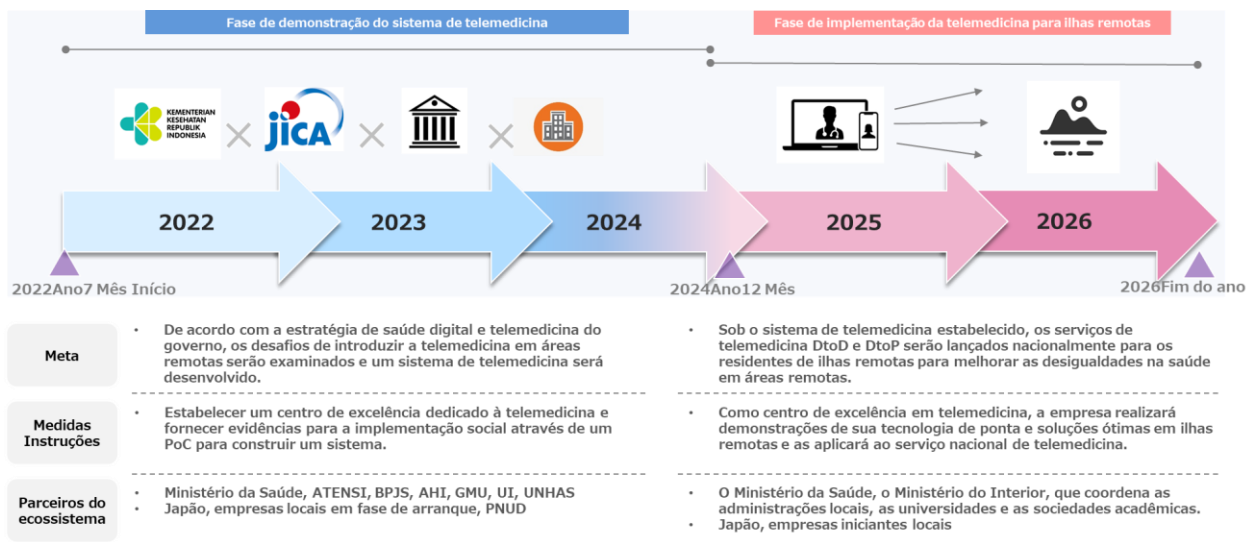 Fase de demonstração do sistema de telemedicina
Fase de implementação da telemedicina para ilhas remotas
KEMENTERIAN
KESEHATAN
REPUBLIK
INDONESIA
jICA
2022
2023
2024
2025
2026
2022Ano7 Mês Início
2024Ano12 Mês
2026Fim do ano
Meta
• De acordo com a estratégia de saúde digital e telemedicina do
governo, os desafios de introduzir a telemedicina em áreas
remotas serão examinados e um sistema de telemedicina será
desenvolvido.
• Sob o sistema de telemedicina estabelecido, os serviços de
telemedicina DtoD e DtoP serão lançados nacionalmente para os
residentes de ilhas remotas para melhorar as desigualdades na saúde
em áreas remotas.
Medidas
Instruções
• Estabelecer um centro de excelência dedicado à telemedicina e
fornecer evidências para a implementação social através de um
PoC para construir um sistema.
• Como centro de excelência em telemedicina, a empresa realizará
demonstrações de sua tecnologia de ponta e soluções ótimas em ilhas
remotas e as aplicará ao serviço nacional de telemedicina.
Parceiros do
ecossistema
• Ministério da Saúde, ATENSI, BPJS, AHI, GMU, UI, UNHAS
• Japão, empresas locais em fase de arranque, PNUD
• O Ministério da Saúde, o Ministério do Interior, que coordena as
administrações locais, as universidades e as sociedades acadêmicas.
• Japão, empresas iniciantes locais